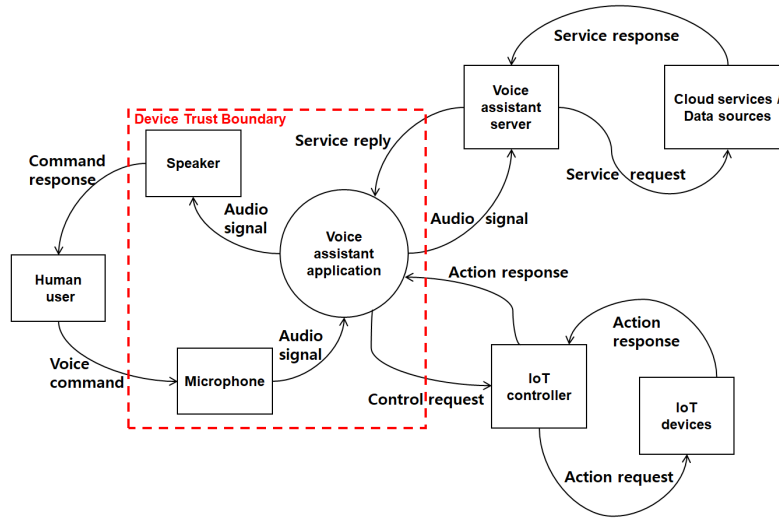 Service response
Voice
assistant
server
Cloud services /
Data sources
Device Trust Boundary
Service reply
Service request
Command
response
Speaker
Audio
signal
Voice
assistant
application
Audio signal
Human
user
Action response
Voice
command
Microphone
Audio
signal
Control request
IoT
controller
Action
response
IoT
devices
Action request